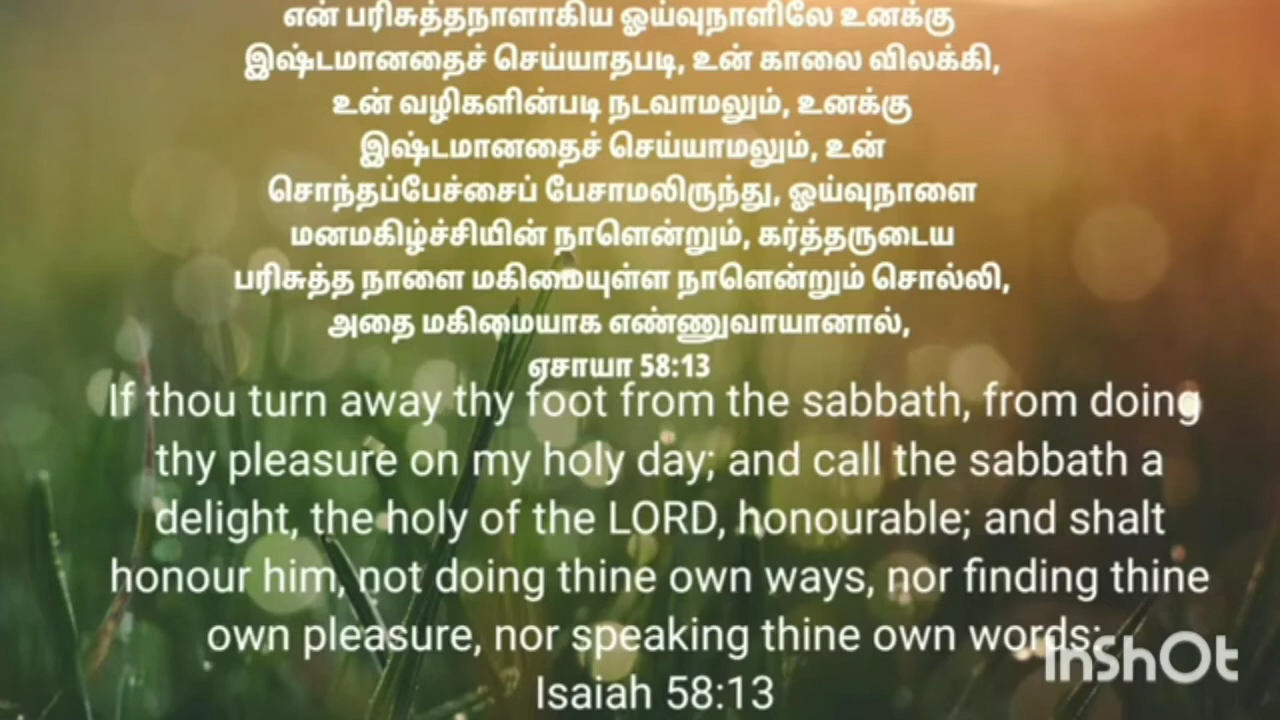 என் பரிசுத்தநாளாகிய ஓய்வுநாளிலே உனக்கு
இஷ்டமானதைச் செய்யாதபடி, உன் காலை விலக்கி,
உன் வழிகளின்படி நடவாமலும், உனக்கு
இஷ்டமானதைச் செய்யாமலும், உன்
சொந்தப்பேச்சைப் பேசாமலிருந்து, ஓய்வுநாளை
மனமகிழ்ச்சியின் நாளென்றும், கர்த்தருடைய
பரிசுத்த நாளை மகிமையுள்ள நாளென்றும் சொல்லி,
அதை மகிமையாக எண்ணுவாயானால்,
ஏசாயா 58:13
If thou turn away thy foot from the sabbath, from doing
thy pleasure on my holy day; and call the sabbath a
delight, the holy of the LORD, honourable; and shalt
honour him, not doing thine own ways, nor finding thine
own pleasure, nor speaking thine own words:
Isaiah 58:13
InShOt